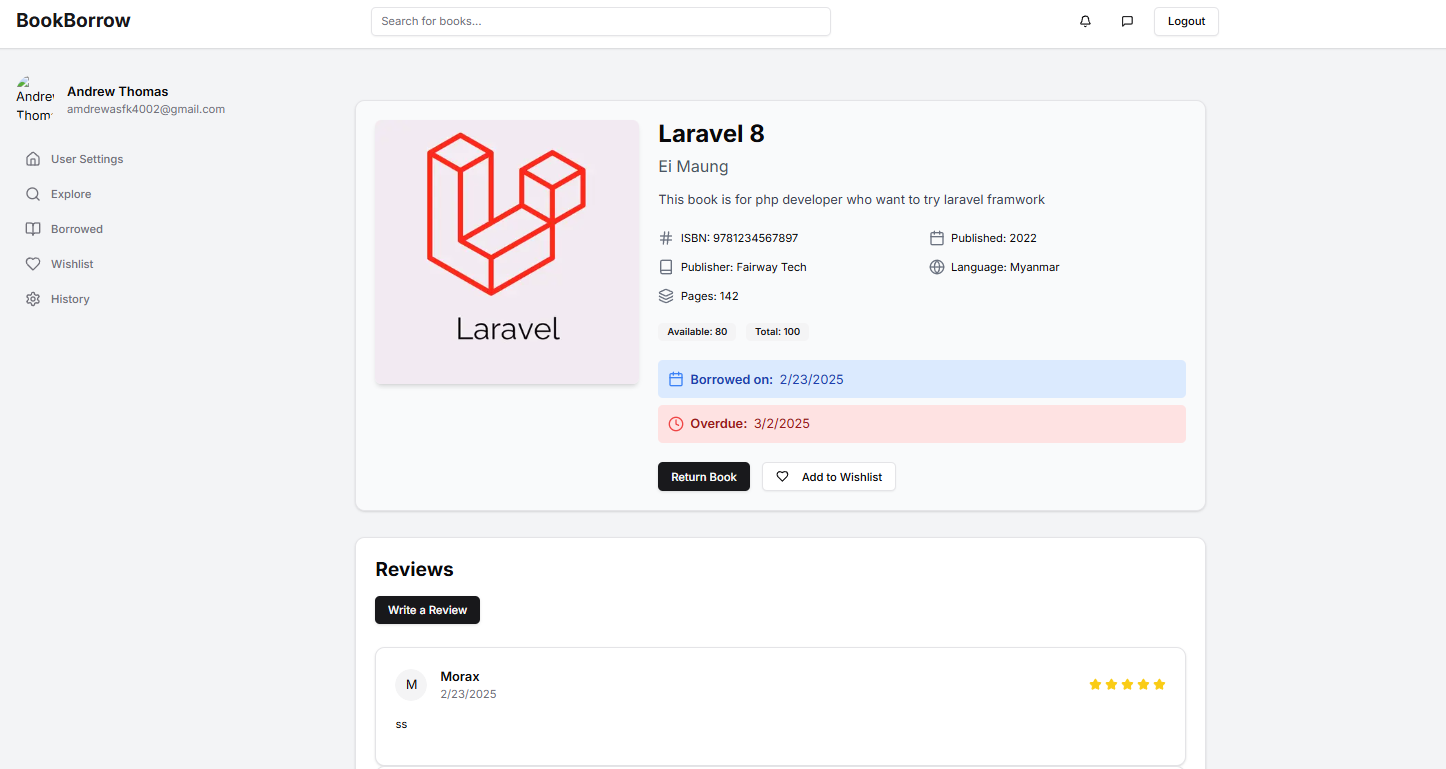 BookBorrow
Search for books...
Logout
Andrew Thomas
amdrewasfk4002@gmail.com
User Settings
Explore
Borrowed
Wishlist
History
Laravel
Laravel 8
Ei Maung
This book is for php developer who want to try laravel framwork
ISBN: 9781234567897
Published: 2022
Publisher: Fairway Tech
Language: Myanmar
Pages: 142
Available: 80
Total: 100
Borrowed on: 2/23/2025
Overdue: 3/2/2025
Return Book
Add to Wishlist
Reviews
Write a Review
M
Morax
2/23/2025
ss